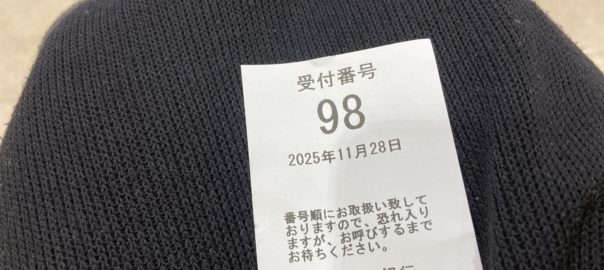 受付番号
98
2025年11月28日
番号順にお取扱い致して
おりますので、恐れ入り
ますが、お呼びするまで
お待ちください。
銀行